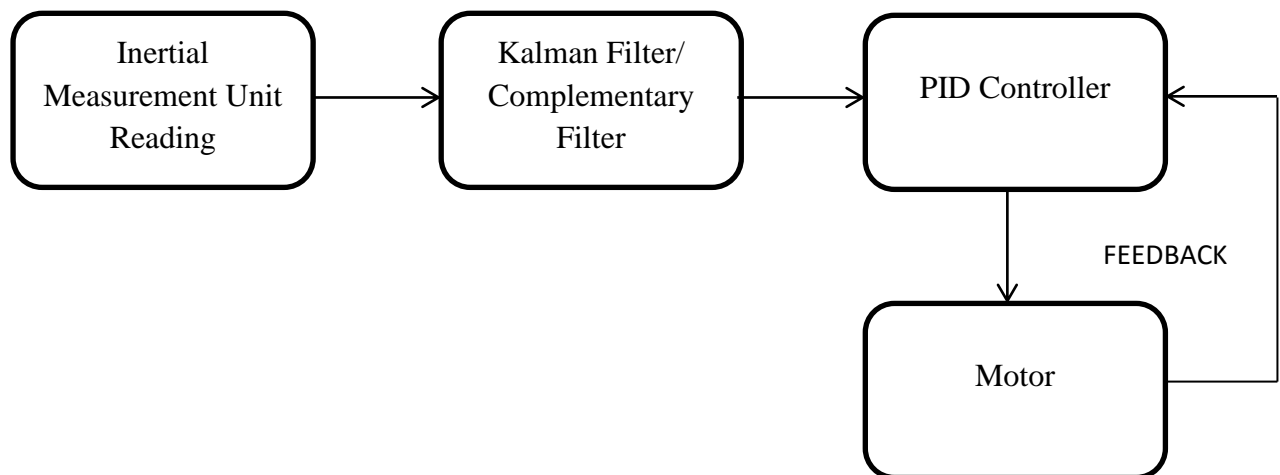 Inertial
Measurement Unit
Reading
Kalman Filter/
Complementary
Filter
PID Controller
FEEDBACK
Motor